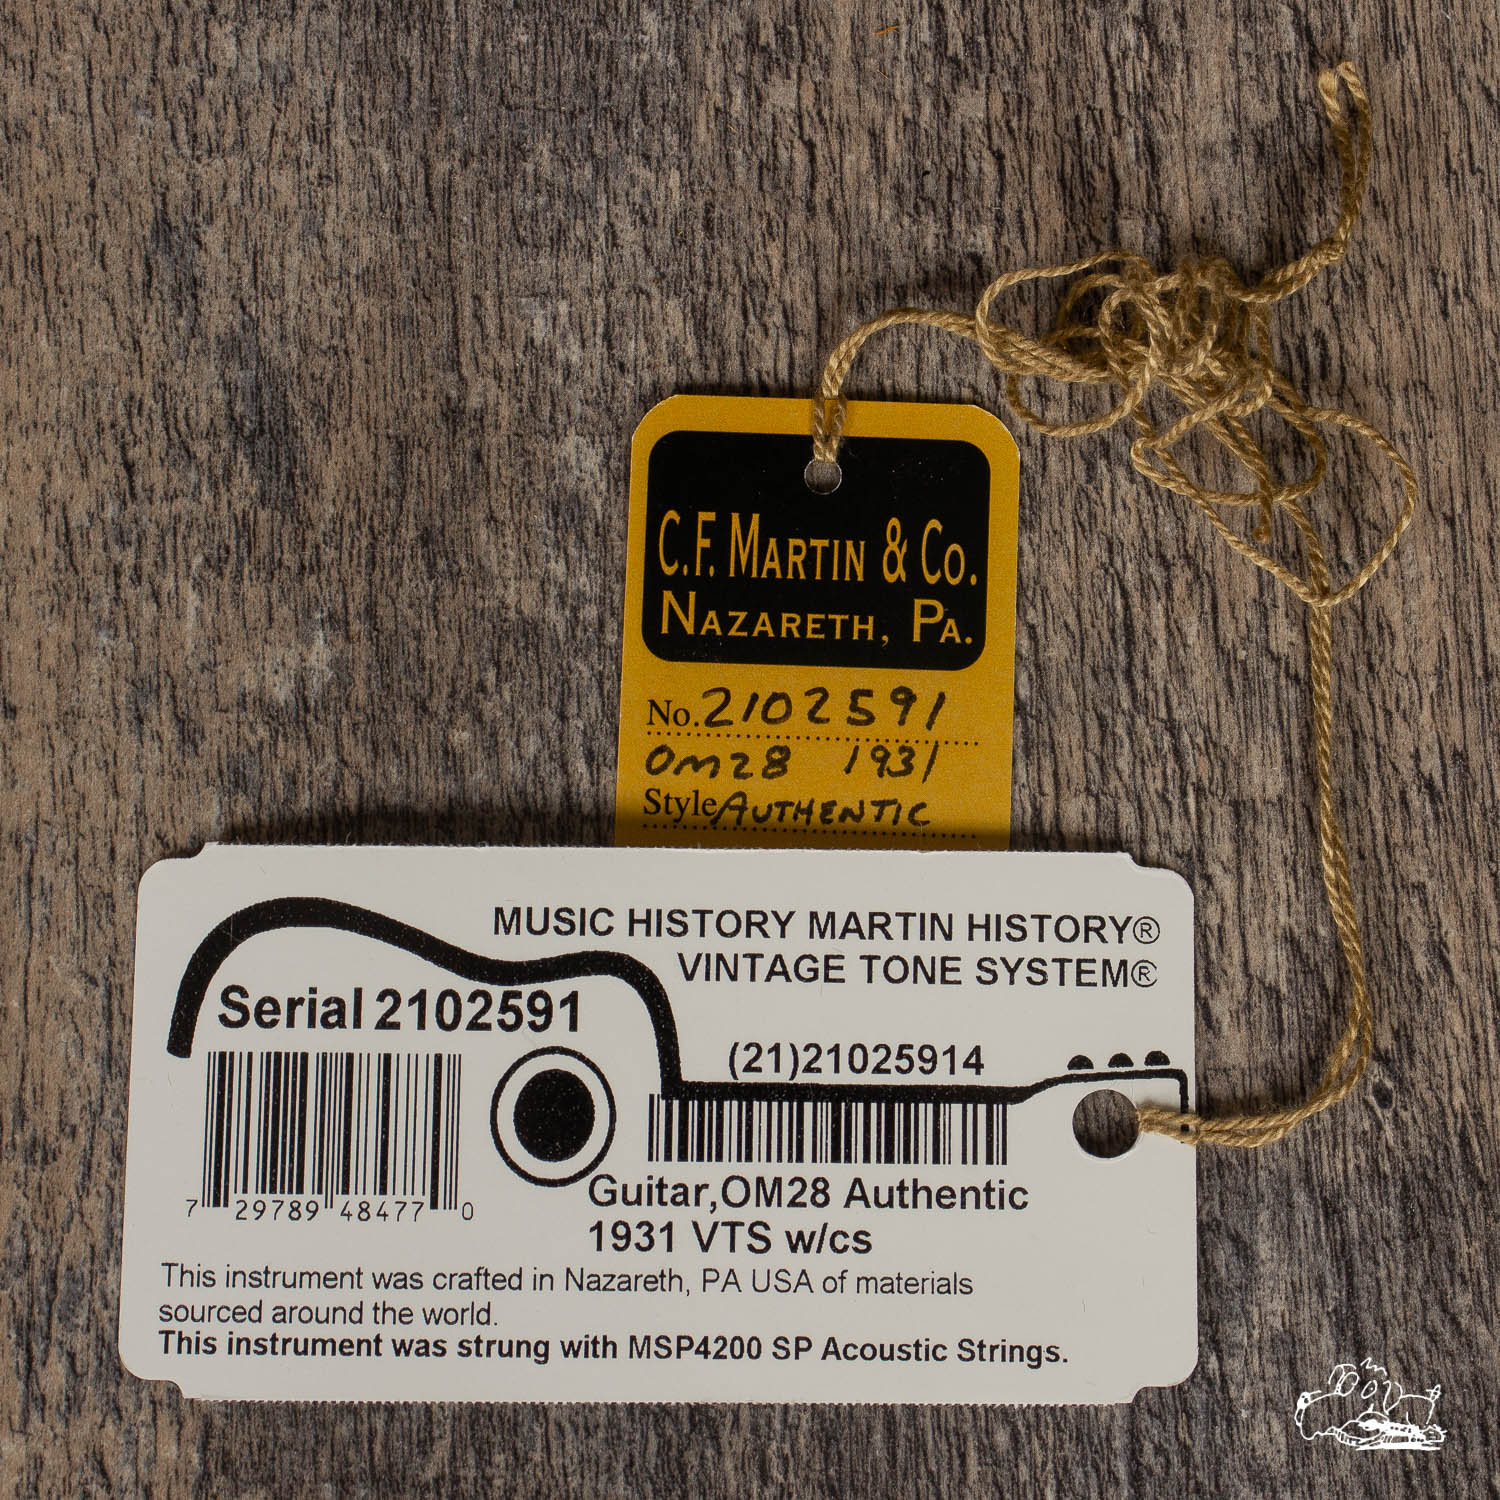 C.F. MARTIN & CO.
NAZARETH, PA.
No. 2102591
OM28 1931
Style AUTHENTIC
MUSIC HISTORY MARTIN HISTORY®
VINTAGE TONE SYSTEM®
Serial 2102591
(21)21025914
7 29789 48477 0
Guitar,OM28 Authentic
1931 VTS w/cs
This instrument was crafted in Nazareth, PA USA of materials
sourced around the world.
This instrument was strung with MSP4200 SP Acoustic Strings.